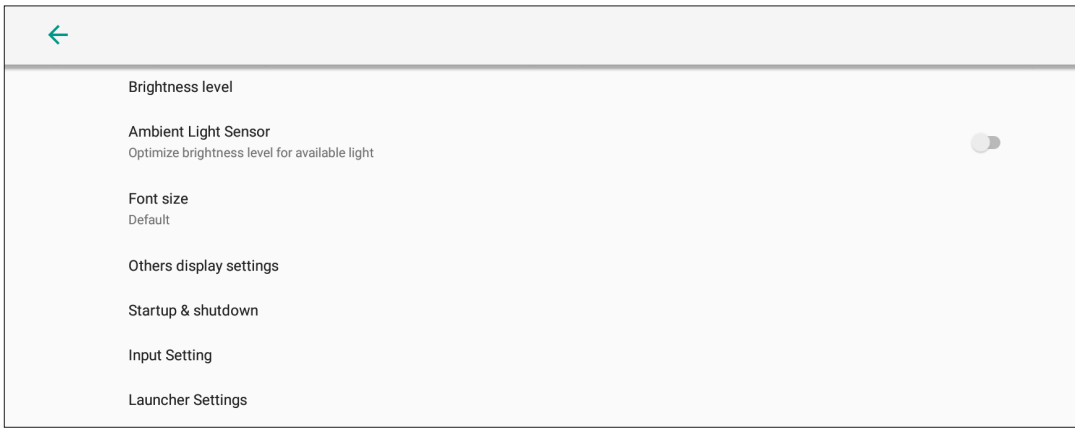 Brightness level
Ambient Light Sensor
Optimize brightness level for available light
Font size
Default
Others display settings
Startup & shutdown
Input Setting
Launcher Settings